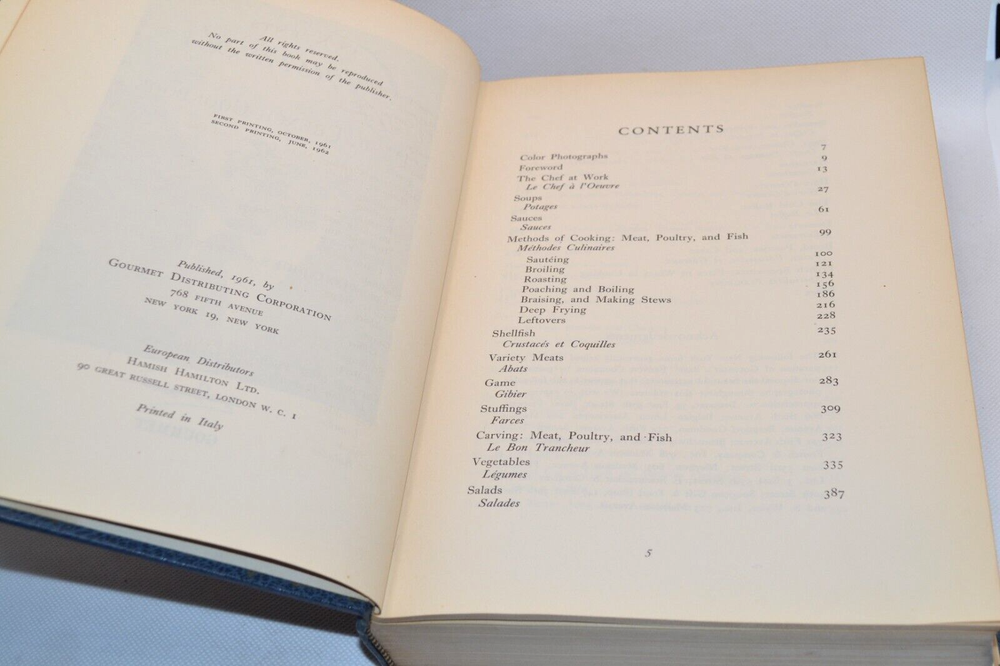 All rights reserved.
No part of this book may be reproduced
without the written permission of the publisher.
FIRST PRINTING, OCTOBER, 1961
SECOND PRINTING, JUNE, 1962
Published, 1961, by
GOURMET DISTRIBUTING CORPORATION
768 FIFTH AVENUE
NEW YORK 19, NEW YORK
European Distributors
HAMISH HAMILTON LTD.
90 GREAT RUSSELL STREET, LONDON W. C. 1
Printed in Italy
CONTENTS
Color Photographs 7
Foreword 9
The Chef at Work 13
Le Chef à l'Oeuvre
Soups 27
Potages
Sauces 61
Sauces
Methods of Cooking: Meat, Poultry, and Fish 99
Méthodes Culinaires
Sautéing 100
Broiling 121
Roasting 134
Poaching and Boiling 156
Braising, and Making Stews 186
Deep Frying 216
Leftovers 228
Shellfish 235
Crustacés et Coquilles
Variety Meats 261
Abats
Game 283
Gibier
Stuffings 309
Farces
Carving: Meat, Poultry, and Fish 323
Le Bon Trancheur
Vegetables 335
Légumes
Salads 387
Salades
5